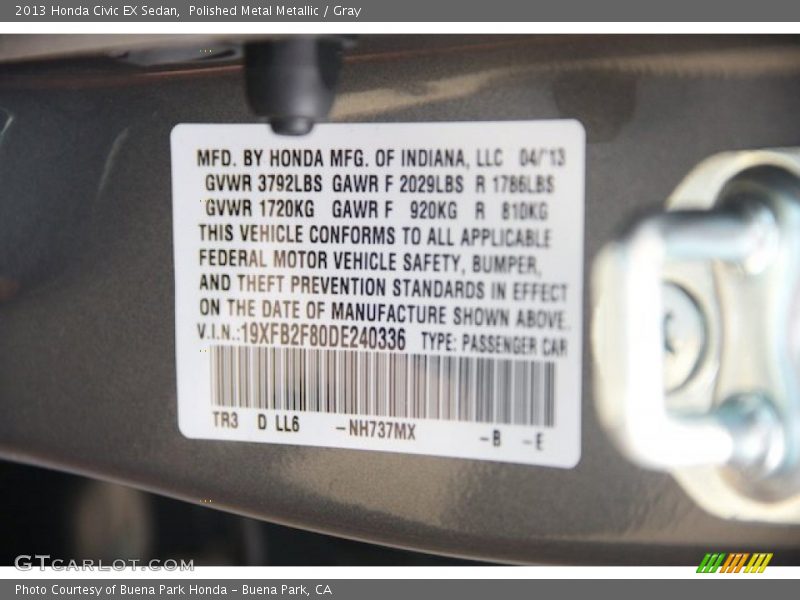 2013 Honda Civic EX Sedan, Polished Metal Metallic / Gray
MFD. BY HONDA MFG. OF INDIANA, LLC 04/'13
GVWR 3792LBS GAWR F 2029LBS R 1786LBS
GVWR 1720KG GAWR F 920KG R 810KG
THIS VEHICLE CONFORMS TO ALL APPLICABLE
FEDERAL MOTOR VEHICLE SAFETY, BUMPER,
AND THEFT PREVENTION STANDARDS IN EFFECT
ON THE DATE OF MANUFACTURE SHOWN ABOVE.
V.I.N.:19XFB2F80DE240336 TYPE: PASSENGER CAR
TR3 D LL6 -NH737MX -B -E
GTcarlot.com
Photo Courtesy of Buena Park Honda - Buena Park, CA